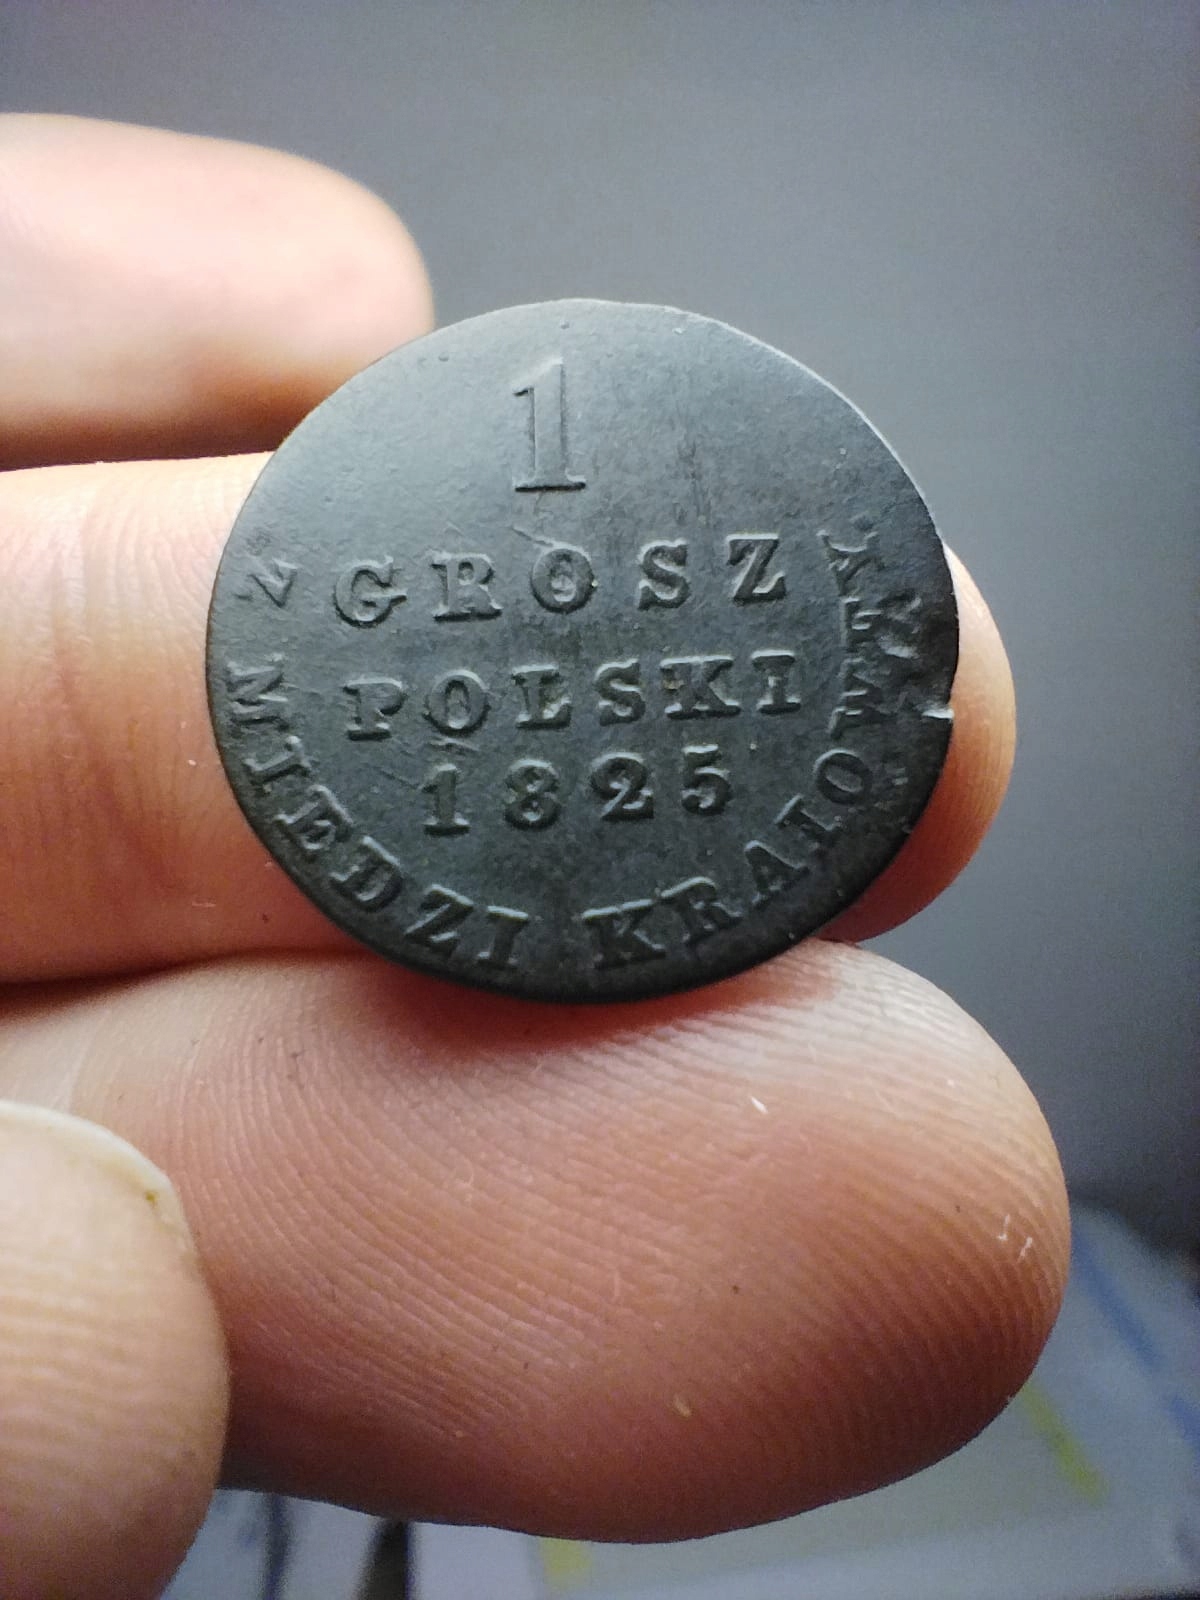 1
GROSZ
POLSKI
1825
Z MIEDZI KRAIOWEY